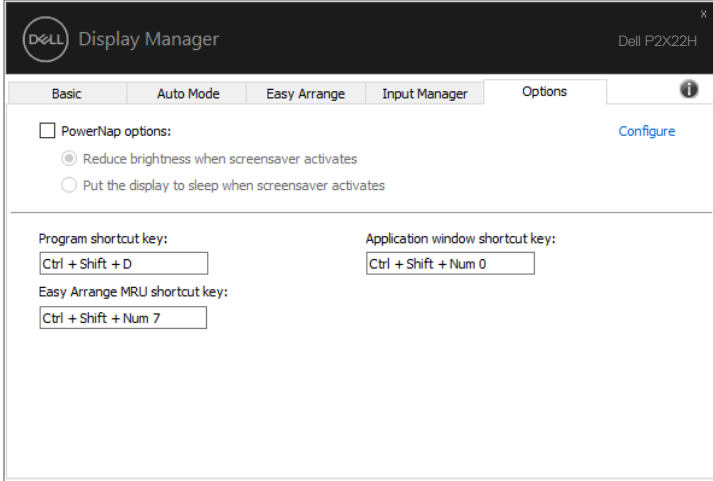 x
DELL Display Manager
Dell P2X22H
Basic Auto Mode Easy Arrange Input Manager Options
PowerNap options: Configure
Reduce brightness when screensaver activates
Put the display to sleep when screensaver activates
Program shortcut key: Application window shortcut key:
Ctrl + Shift + D Ctrl + Shift + Num 0
Easy Arrange MRU shortcut key:
Ctrl + Shift + Num 7